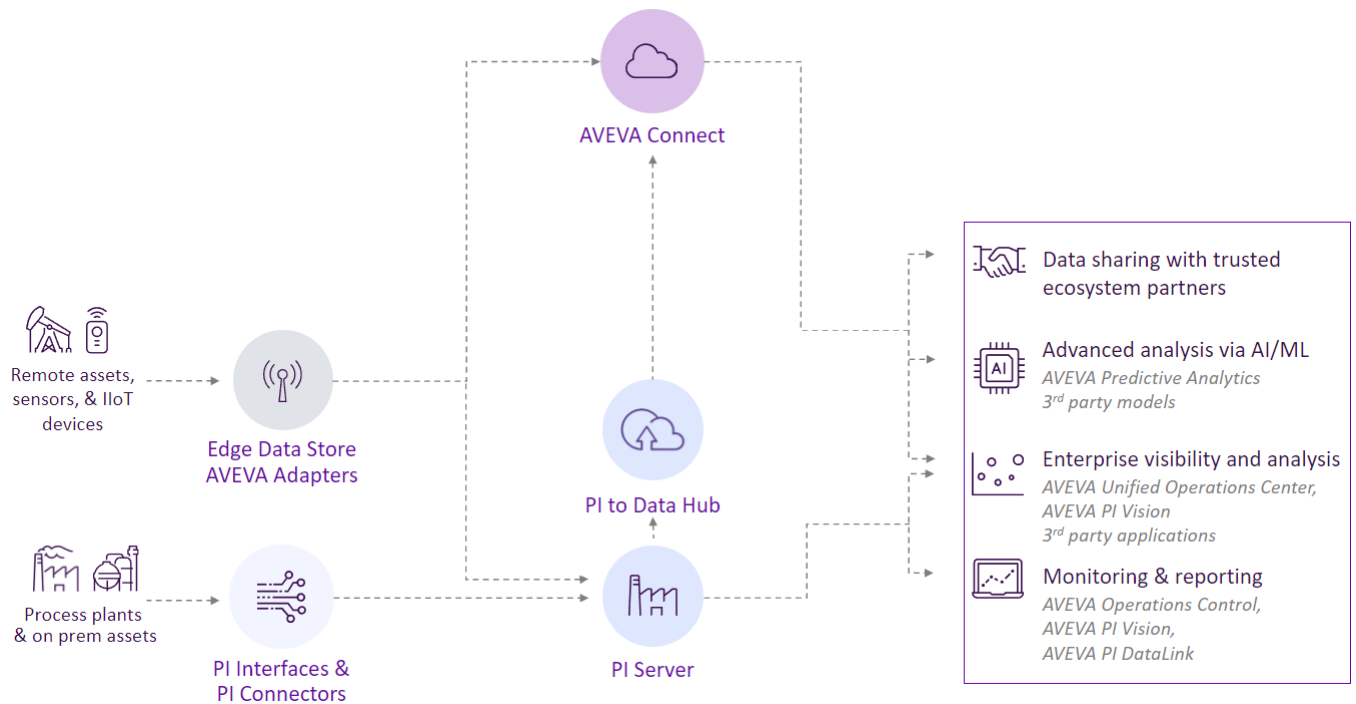 AVEVA Connect
Remote assets,
sensors, & IIoT
devices
Edge Data Store
AVEVA Adapters
PI to Data Hub
Process plants
& on prem assets
PI Interfaces &
PI Connectors
PI Server
Data sharing with trusted
ecosystem partners
AI
Advanced analysis via AI/ML
AVEVA Predictive Analytics
3rd party models
Enterprise visibility and analysis
AVEVA Unified Operations Center,
AVEVA PI Vision
3rd party applications
Monitoring & reporting
AVEVA Operations Control,
AVEVA PI Vision,
AVEVA PI DataLink